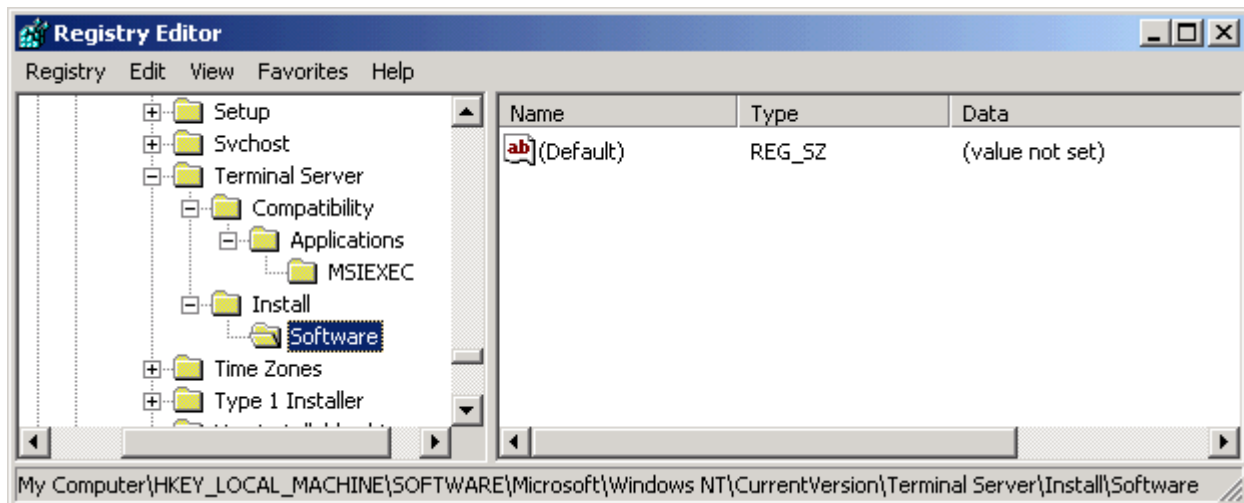 Registry Editor
Registry Edit View Favorites Help
Setup
Svchost
Terminal Server
Compatibility
Applications
MSIEXEC
Install
Software
Time Zones
Type 1 Installer
Name Type Data
ab (Default) REG_SZ (value not set)
My Computer\HKEY_LOCAL_MACHINE\SOFTWARE\Microsoft\Windows NT\CurrentVersion\Terminal Server\Install\Software